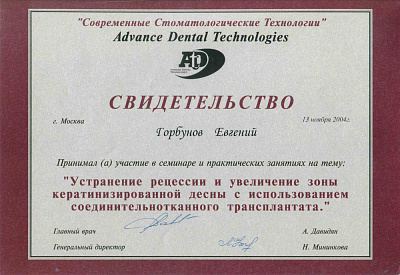 "Современные Стоматологические Технологии"
Advance Dental Technologies
СВИДЕТЕЛЬСТВО
г. Москва
13 ноября 2004г.
Горбунов Евгений
Принимал (а) участие в семинаре и практических занятиях на тему:
"Устранение рецессии и увеличение зоны
кератинизированной десны с использованием
соединительнотканного трансплантата."
Главный врач
А. Давидян
Генеральный директор
Н. Мининкова